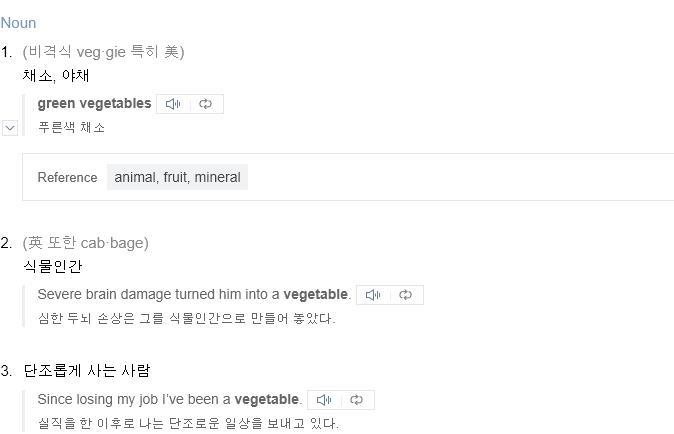 Noun
1. (비격식 veg·gie 특히 美)
채소, 야채
green vegetables
푸른색 채소
Reference animal, fruit, mineral
2. (英 또한 cab·bage)
식물인간
Severe brain damage turned him into a vegetable.
심한 두뇌 손상은 그를 식물인간으로 만들어 놓았다.
3. 단조롭게 사는 사람
Since losing my job I’ve been a vegetable.
실직을 한 이후로 나는 단조로운 일상을 보내고 있다.